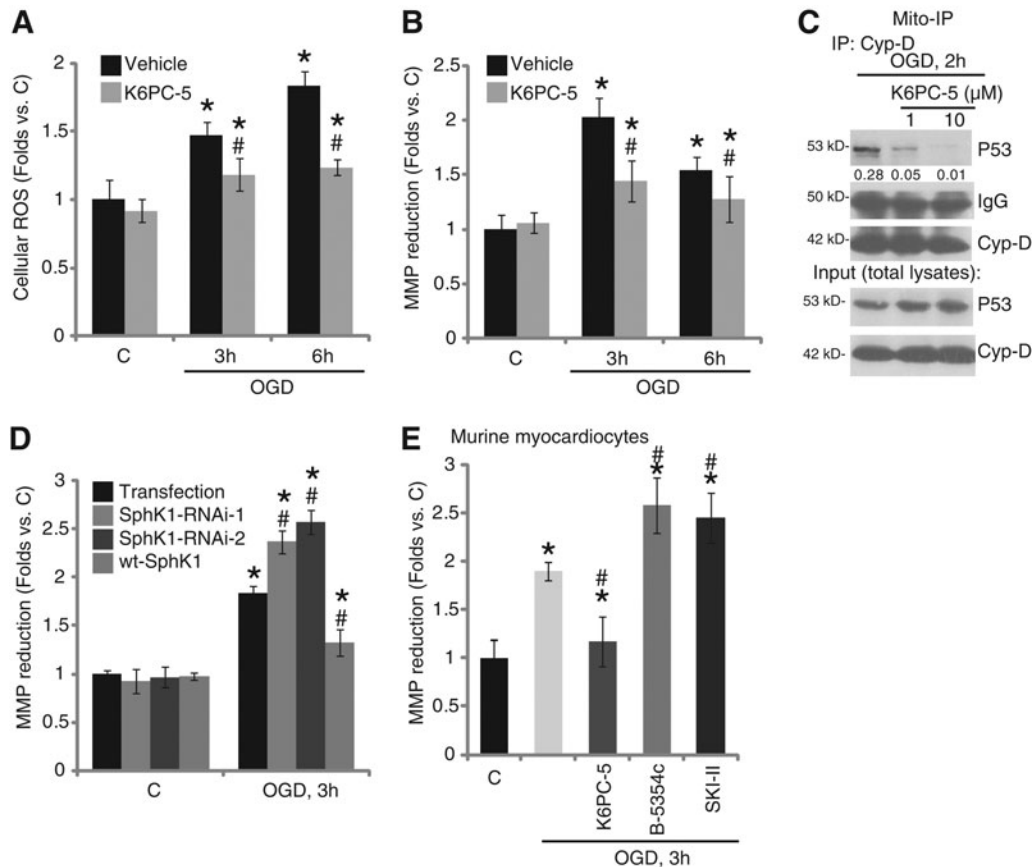 A
Cellular ROS (Folds vs. C)
2
1.5
1
0.5
0
Vehicle
K6PC-5
*
*
#
*
*
#
C
3h
6h
OGD
B
MMP reduction (Folds vs. C)
2.5
2
1.5
1
0.5
0
Vehicle
K6PC-5
*
*
#
*
*
#
C
3h
6h
OGD
C
Mito-IP
IP: Cyp-D
OGD, 2h
K6PC-5 (µM)
1 10
53 kD- P53
0.28 0.05 0.01
50 kD- IgG
42 kD- Cyp-D
Input (total lysates):
53 kD- P53
42 kD- Cyp-D
D
MMP reduction (Folds vs. C)
3
2.5
2
1.5
1
0.5
0
Transfection
SphK1-RNAi-1
SphK1-RNAi-2
wt-SphK1
*
*
#
*
#
*
#
C
OGD, 3h
E
Murine myocardiocytes
MMP reduction (Folds vs. C)
3
2.5
2
1.5
1
0.5
0
*
#
*
#
*
#
*
C
K6PC-5
B-5354c
SKI-II
OGD, 3h